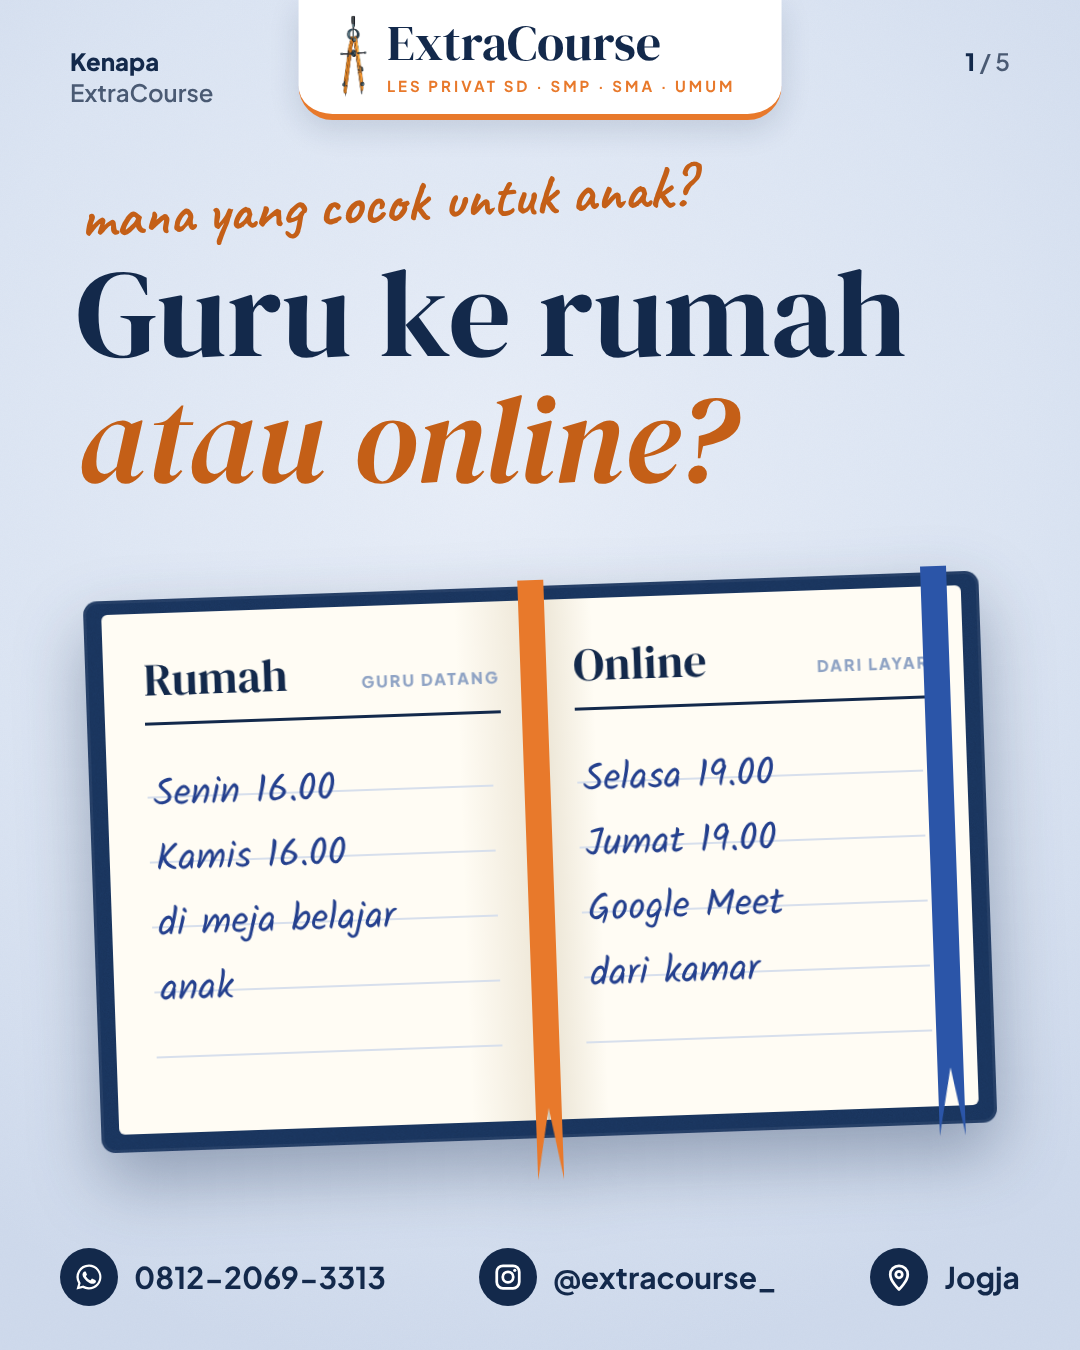 Kenapa
ExtraCourse
ExtraCourse
LES PRIVAT SD · SMP · SMA · UMUM
1 / 5
mana yang cocok untuk anak?
Guru ke rumah
atau online?
Rumah
GURU DATANG
Senin 16.00
Kamis 16.00
di meja belajar
anak
Online
DARI LAYAR
Selasa 19.00
Jumat 19.00
Google Meet
dari kamar
0812-2069-3313
@extracourse_
Jogja